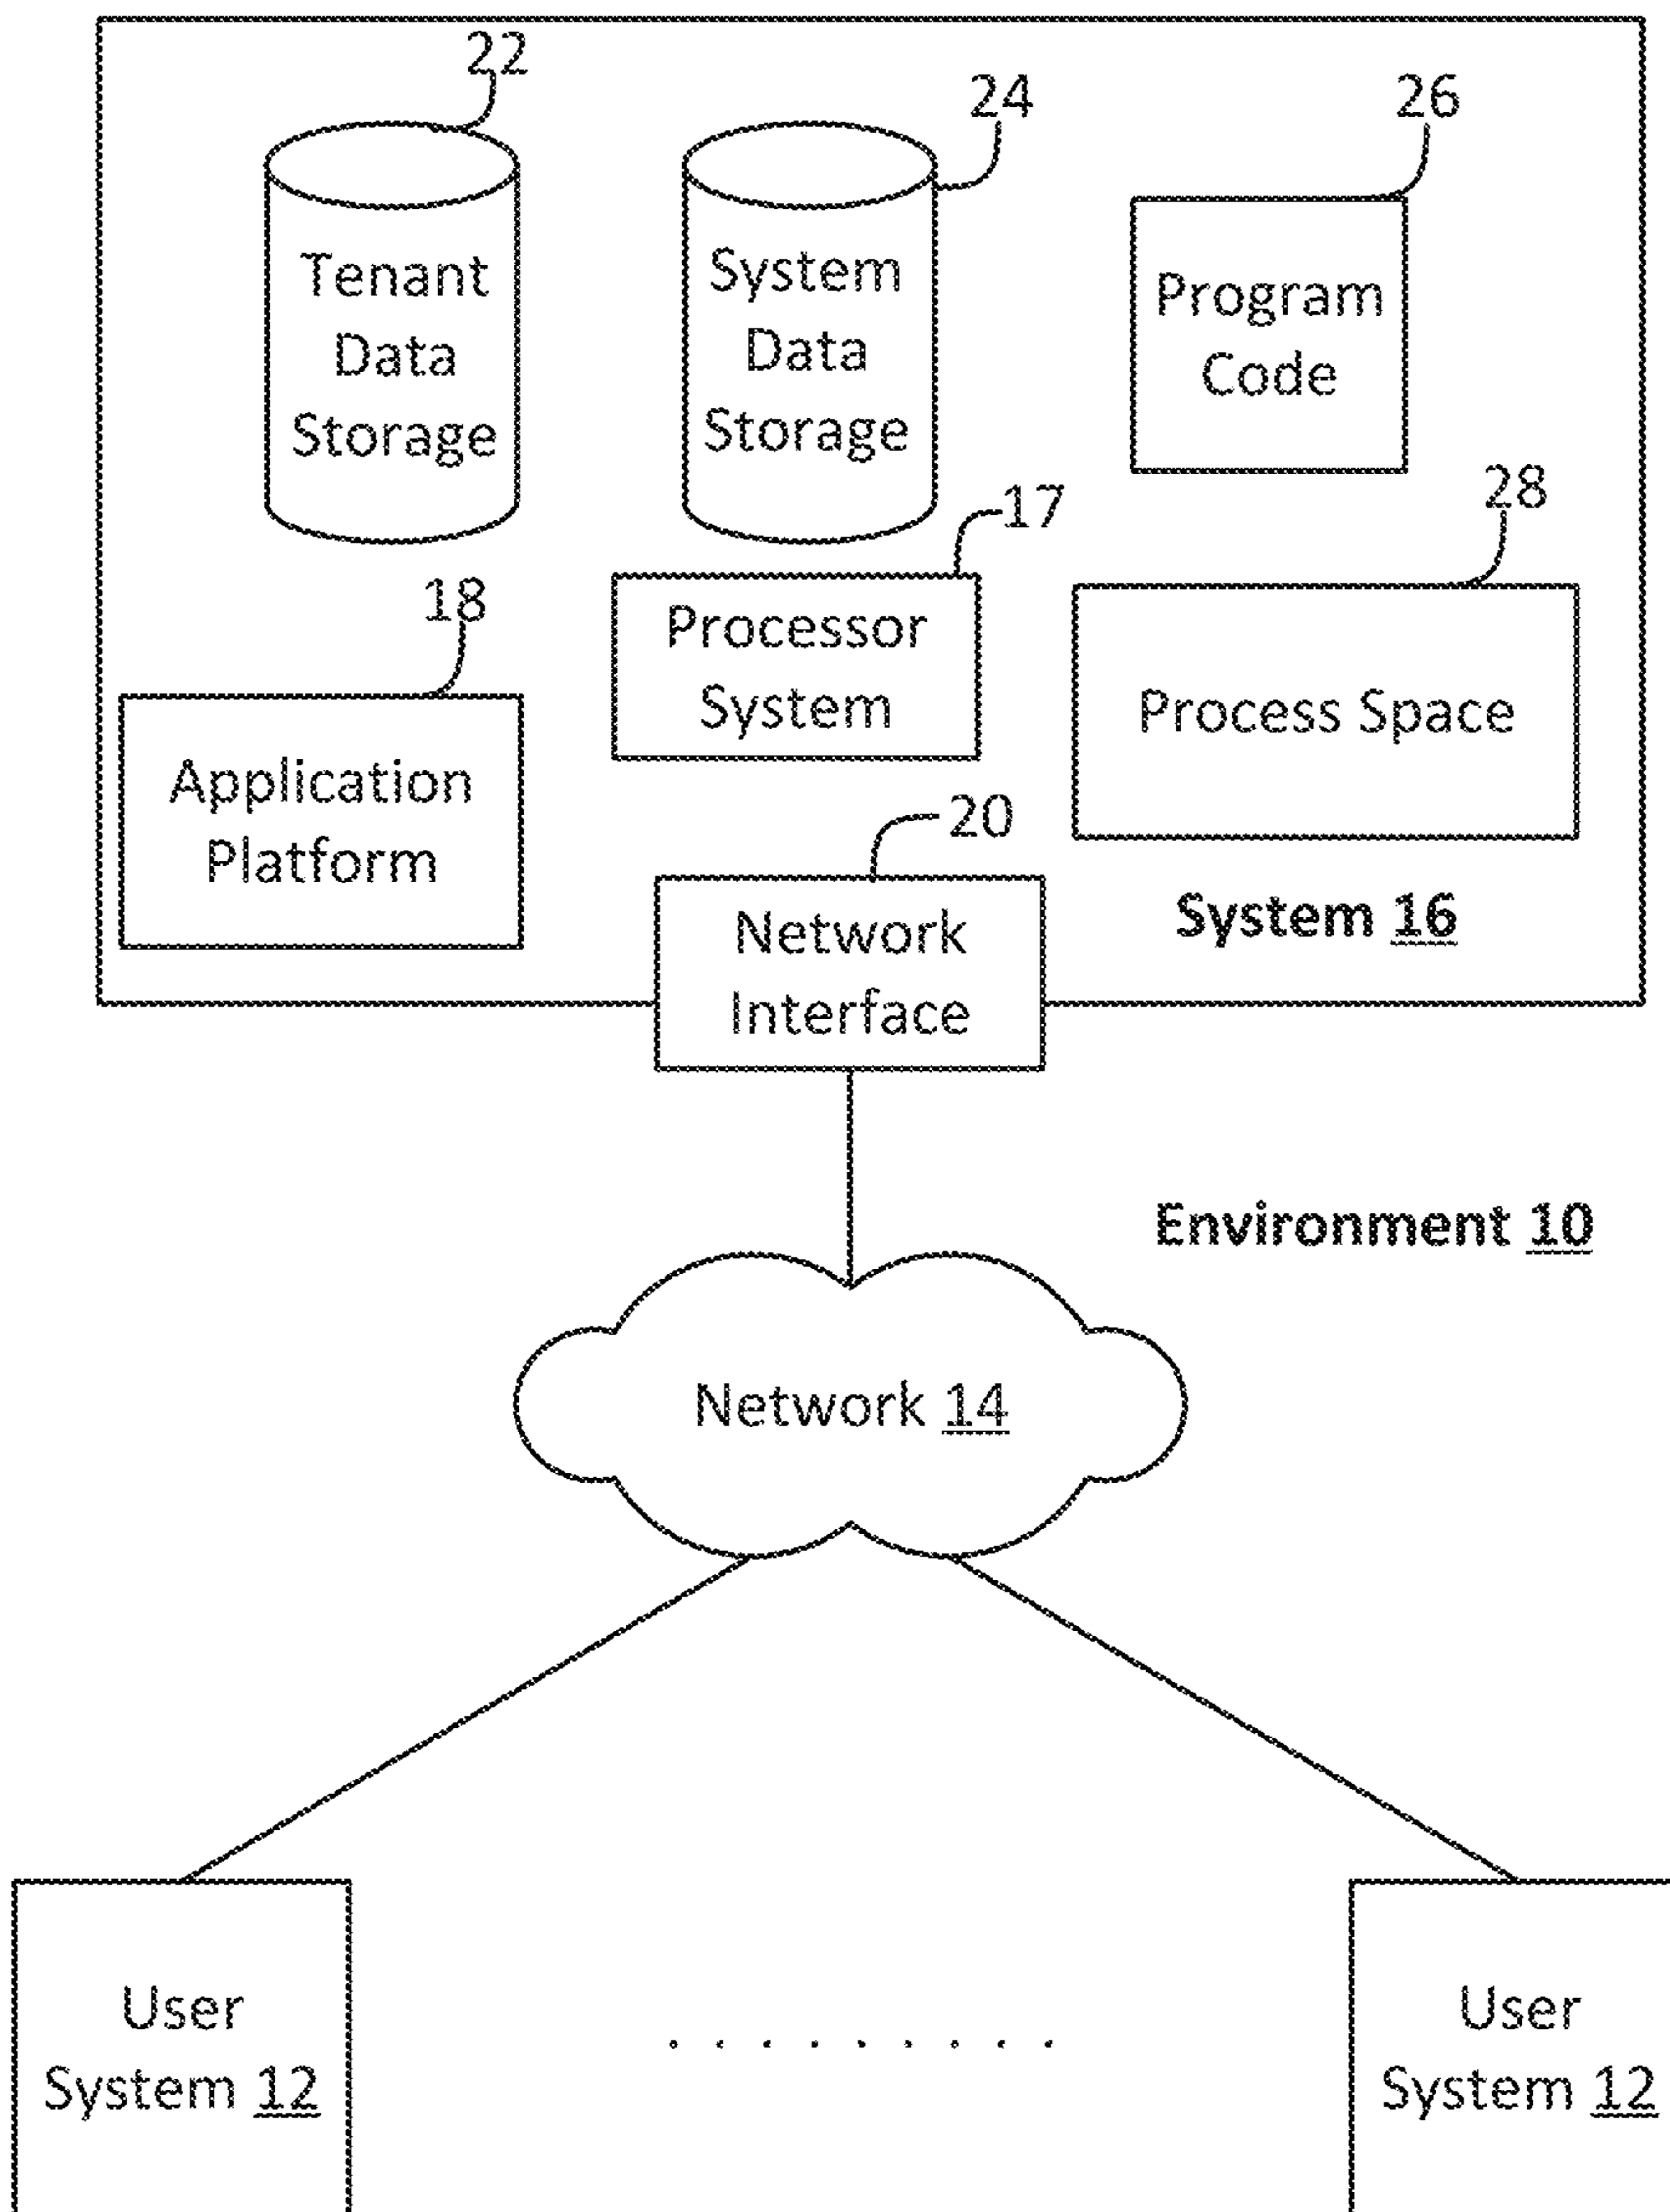 22
24
26
Tenant
Data
Storage
System
Data
Storage
Program
Code
17
28
18
Processor
System
Process Space
Application
Platform
20
Network
Interface
System 16
Environment 10
Network 14
User
System 12
. . . . . . . . .
User
System 12